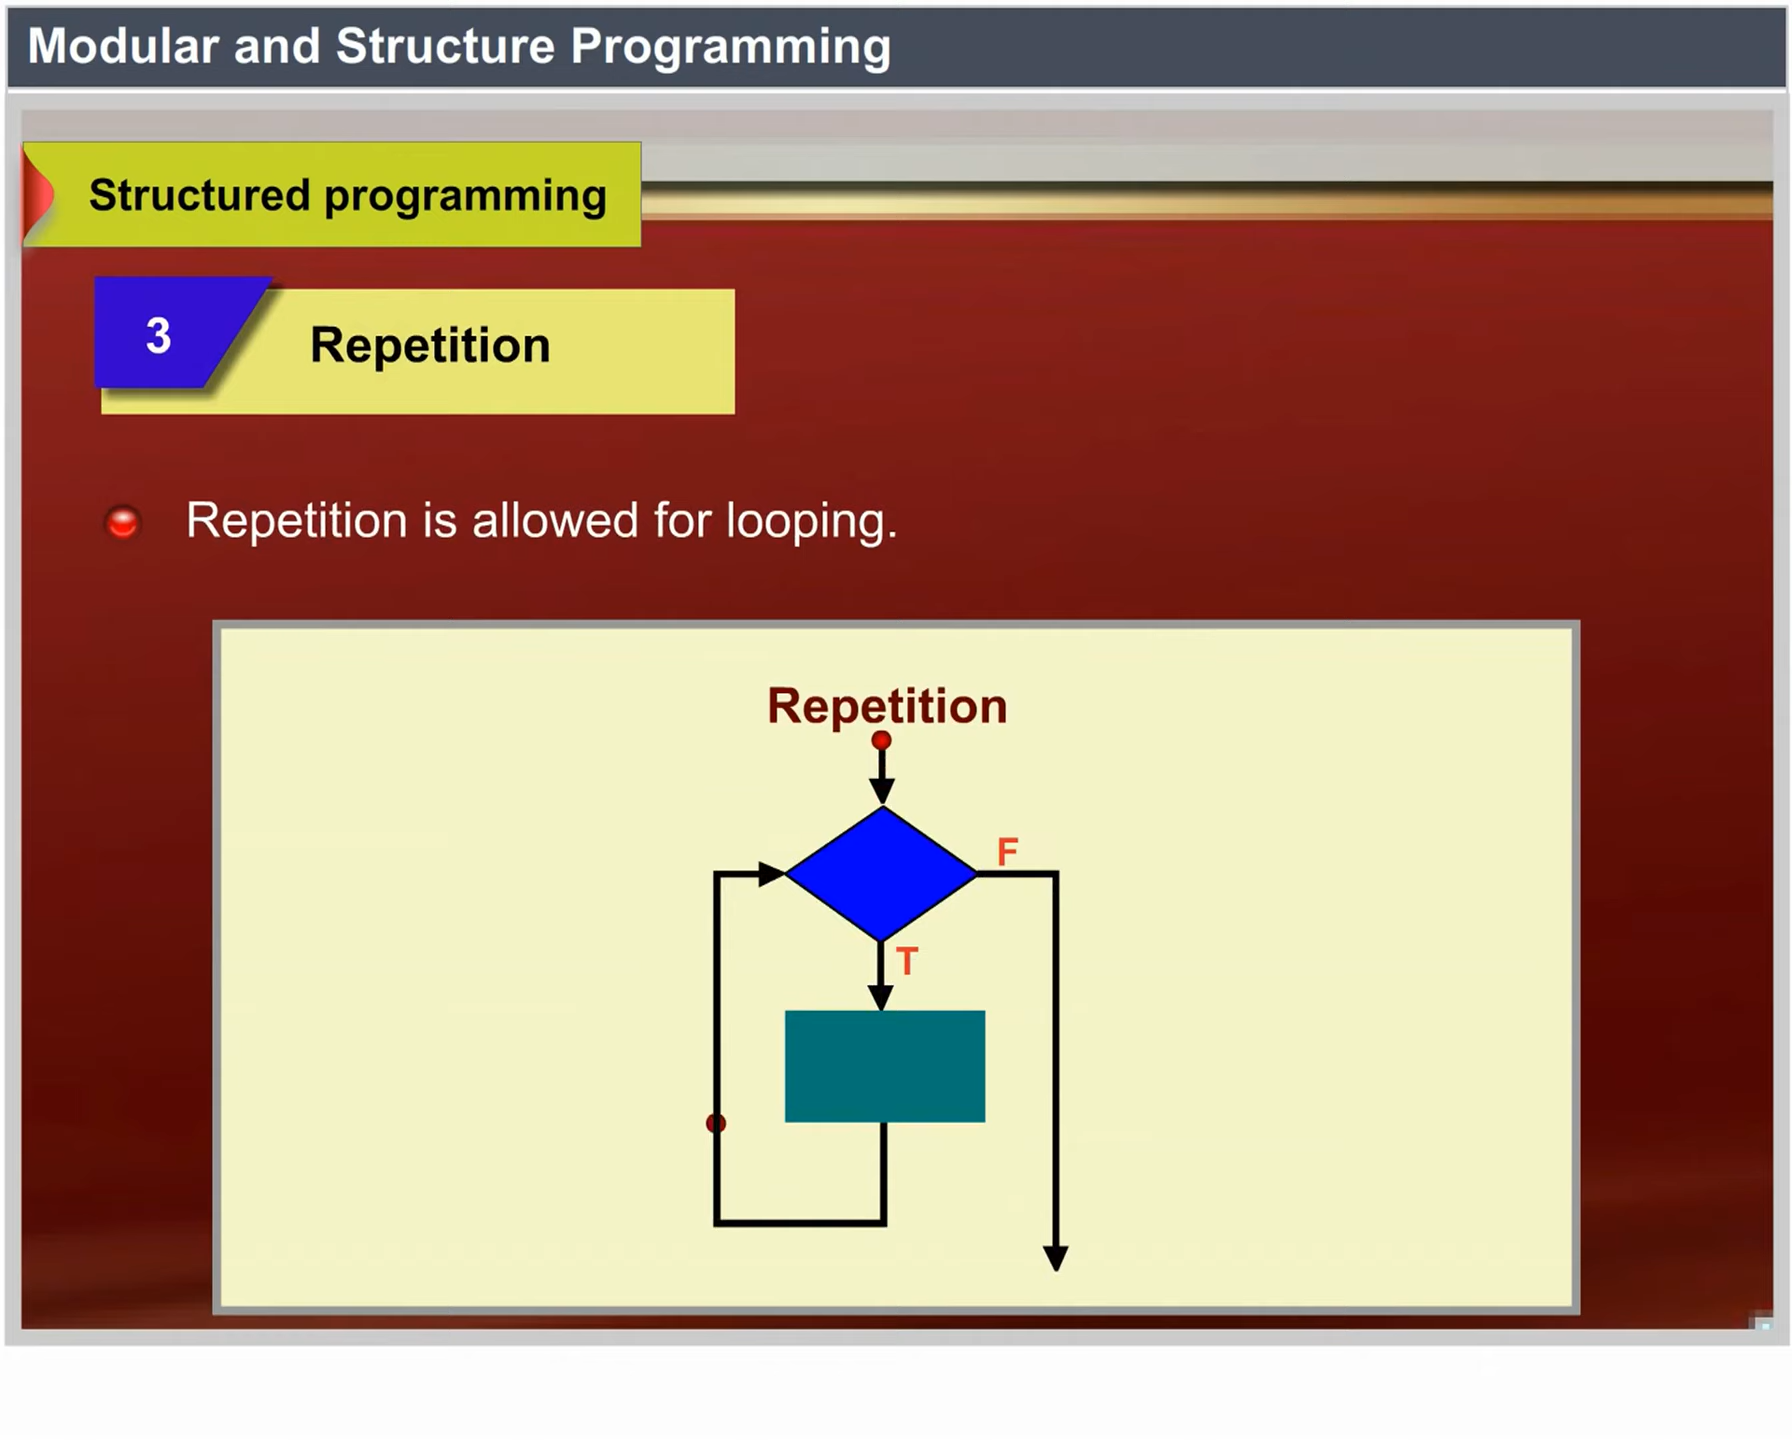 Modular and Structure Programming
Structured programming
3
Repetition
Repetition is allowed for looping.
Repetition
F
T